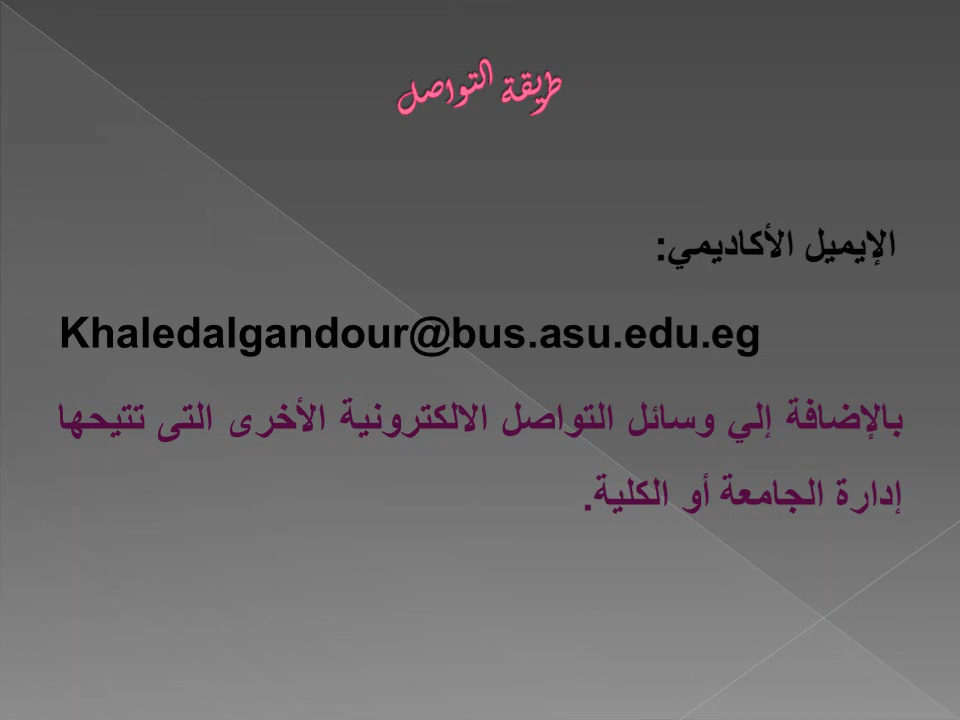 طريقة التواصل
الإيميل الأكاديمي:
Khaledalgandour@bus.asu.edu.eg
بالإضافة إلي وسائل التواصل الالكترونية الأخرى التى تتيحها
إدارة الجامعة أو الكلية.